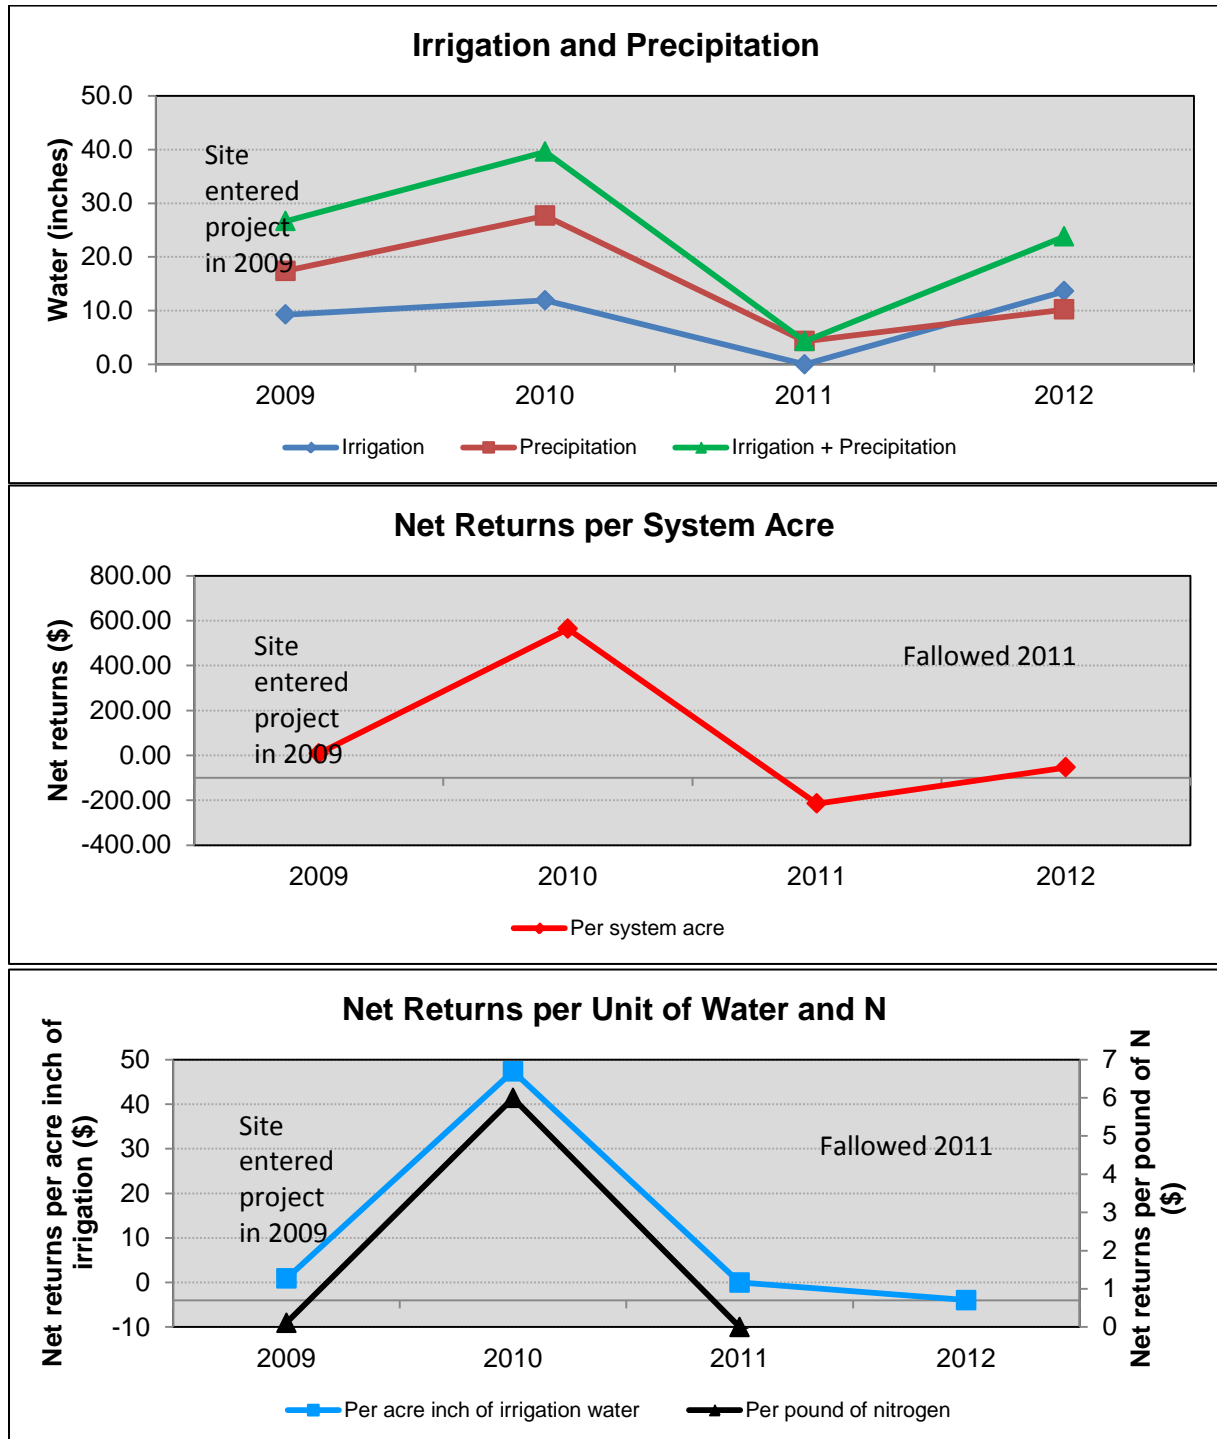 Irrigation and Precipitation
Water (inches)
50.0
40.0
30.0
20.0
10.0
0.0
Site
entered
project
in 2009
2009 2010 2011 2012
Irrigation Precipitation Irrigation + Precipitation
Net Returns per System Acre
Net returns ($)
800.00
600.00
400.00
200.00
0.00
-200.00
-400.00
Site
entered
project
in 2009
Fallowed 2011
2009 2010 2011 2012
Per system acre
Net Returns per Unit of Water and N
Net returns per acre inch of
irrigation ($)
50
40
30
20
10
0
-10
Site
entered
project
in 2009
Fallowed 2011
7
6
5
4
3
2
1
0
Net returns per pound of N
($)
2009 2010 2011 2012
Per acre inch of irrigation water Per pound of nitrogen